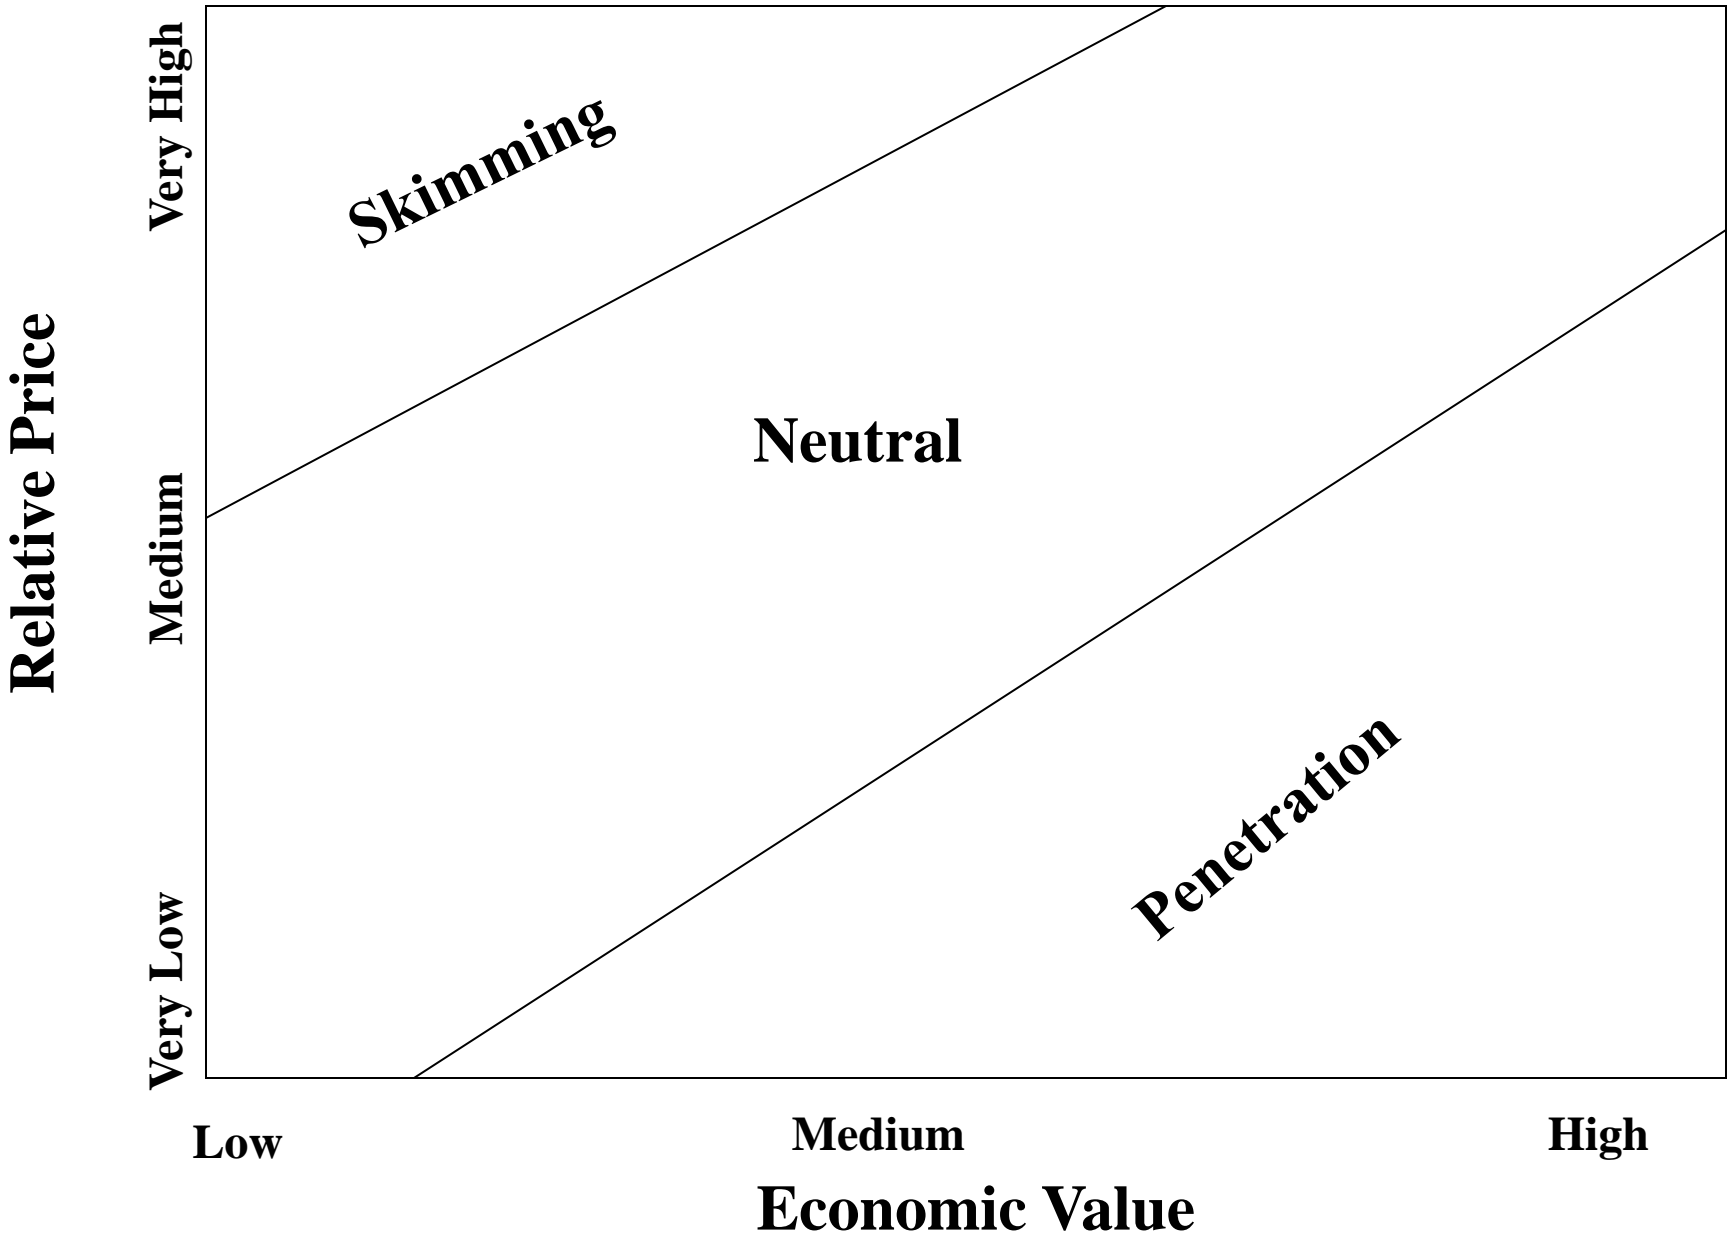 Relative Price
Very High
Medium
Very Low
Skimming
Neutral
Penetration
Low
Medium
High
Economic Value